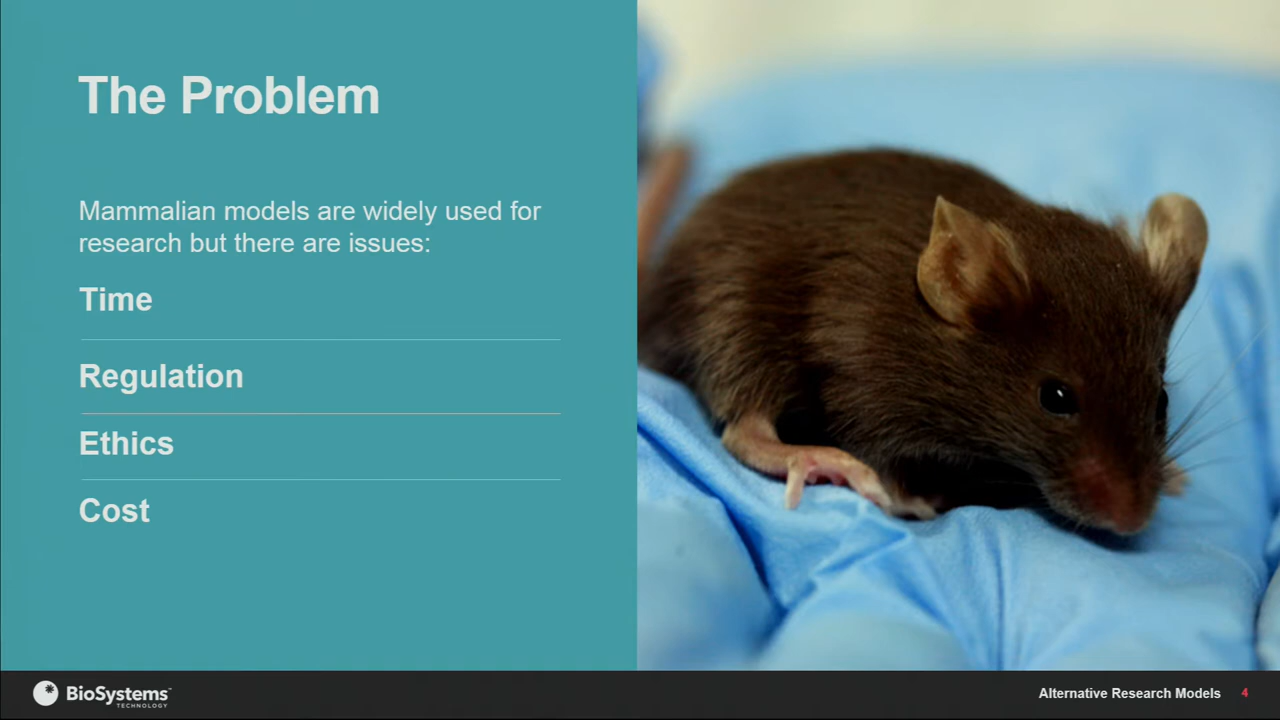 The Problem
Mammalian models are widely used for
research but there are issues:
Time
Regulation
Ethics
Cost
BioSystems™
TECHNOLOGY
Alternative Research Models 4